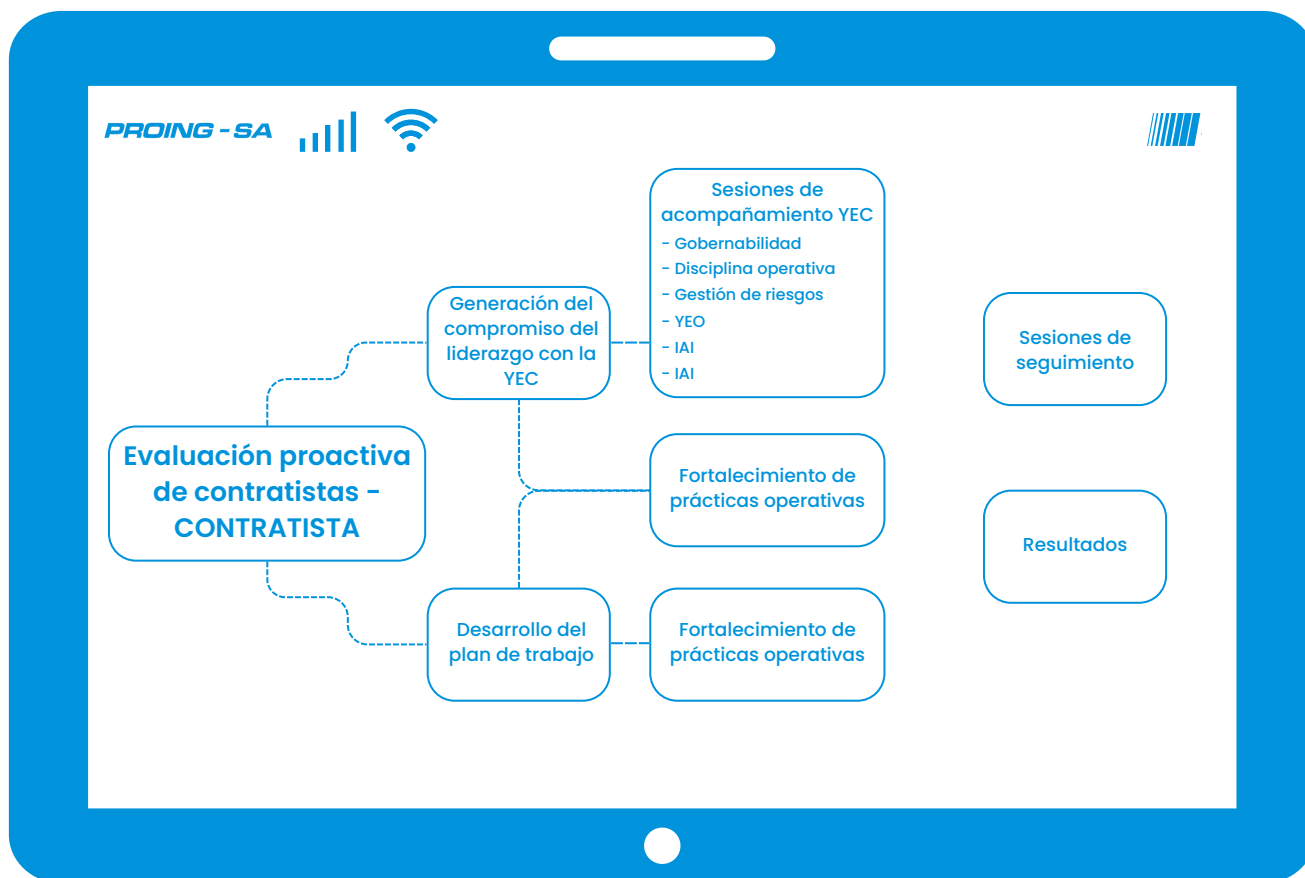 PROING - SA
Sesiones de
acompañamiento YEC
- Gobernabilidad
- Disciplina operativa
- Gestión de riesgos
- YEO
- IAI
- IAI
Generación del
compromiso del
liderazgo con la
YEC
Sesiones de
seguimiento
Evaluación proactiva
de contratistas -
CONTRATISTA
Fortalecimiento de
prácticas operativas
Resultados
Desarrollo del
plan de trabajo
Fortalecimiento de
prácticas operativas